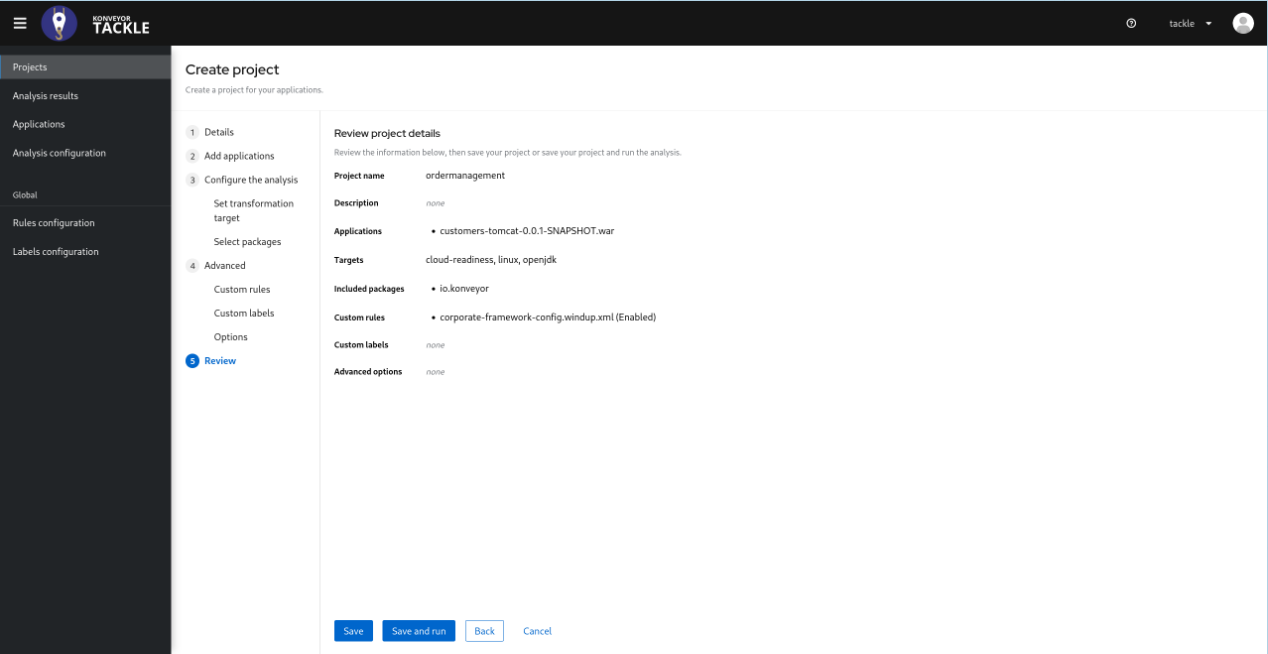 KONVEYOR
TACKLE
tackle
Projects
Analysis results
Applications
Analysis configuration
Global
Rules configuration
Labels configuration
Create project
Create a project for your applications.
1 Details
2 Add applications
3 Configure the analysis
Set transformation
target
Select packages
4 Advanced
Custom rules
Custom labels
Options
5 Review
Review project details
Review the information below, then save your project or save your project and run the analysis.
Project name ordermanagement
Description none
Applications • customers-tomcat-0.0.1-SNAPSHOT.war
Targets cloud-readiness, linux, openjdk
Included packages • io.konveyor
Custom rules • corporate-framework-config.windup.xml (Enabled)
Custom labels none
Advanced options none
Save Save and run Back Cancel